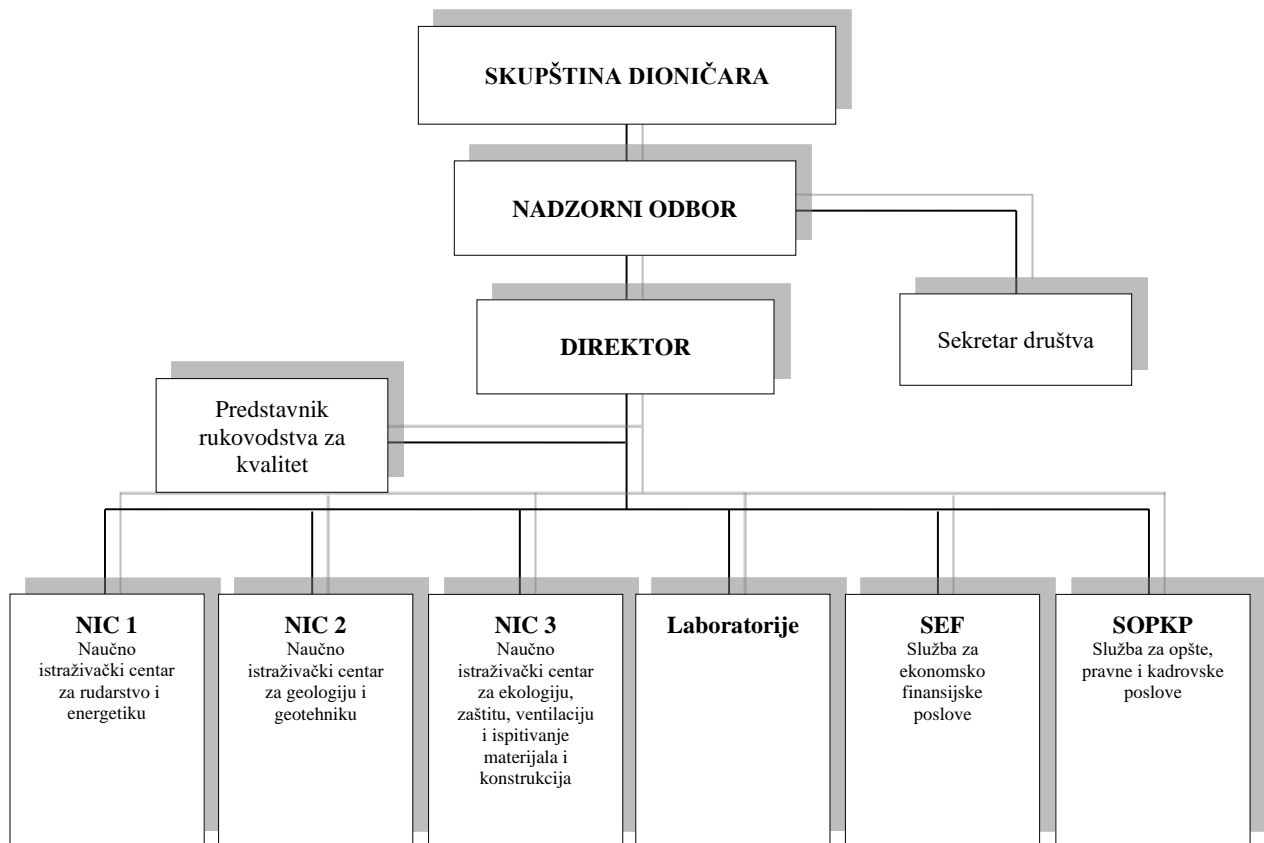 SKUPŠTINA DIONIČARA
NADZORNI ODBOR
DIREKTOR
Sekretar društva
Predstavnik
rukovodstva za
kvalitet
NIC 1
Naučno
istraživački centar
za rudarstvo i
energetiku
NIC 2
Naučno
istraživački centar
za geologiju i
geotehniku
NIC 3
Naučno
istraživački centar
za ekologiju,
zaštitu, ventilaciju
i ispitivanje
materijala i
konstrukcija
Laboratorije
SEF
Služba za
ekonomsko
finansijske
poslove
SOPKP
Služba za opšte,
pravne i kadrovske
poslove